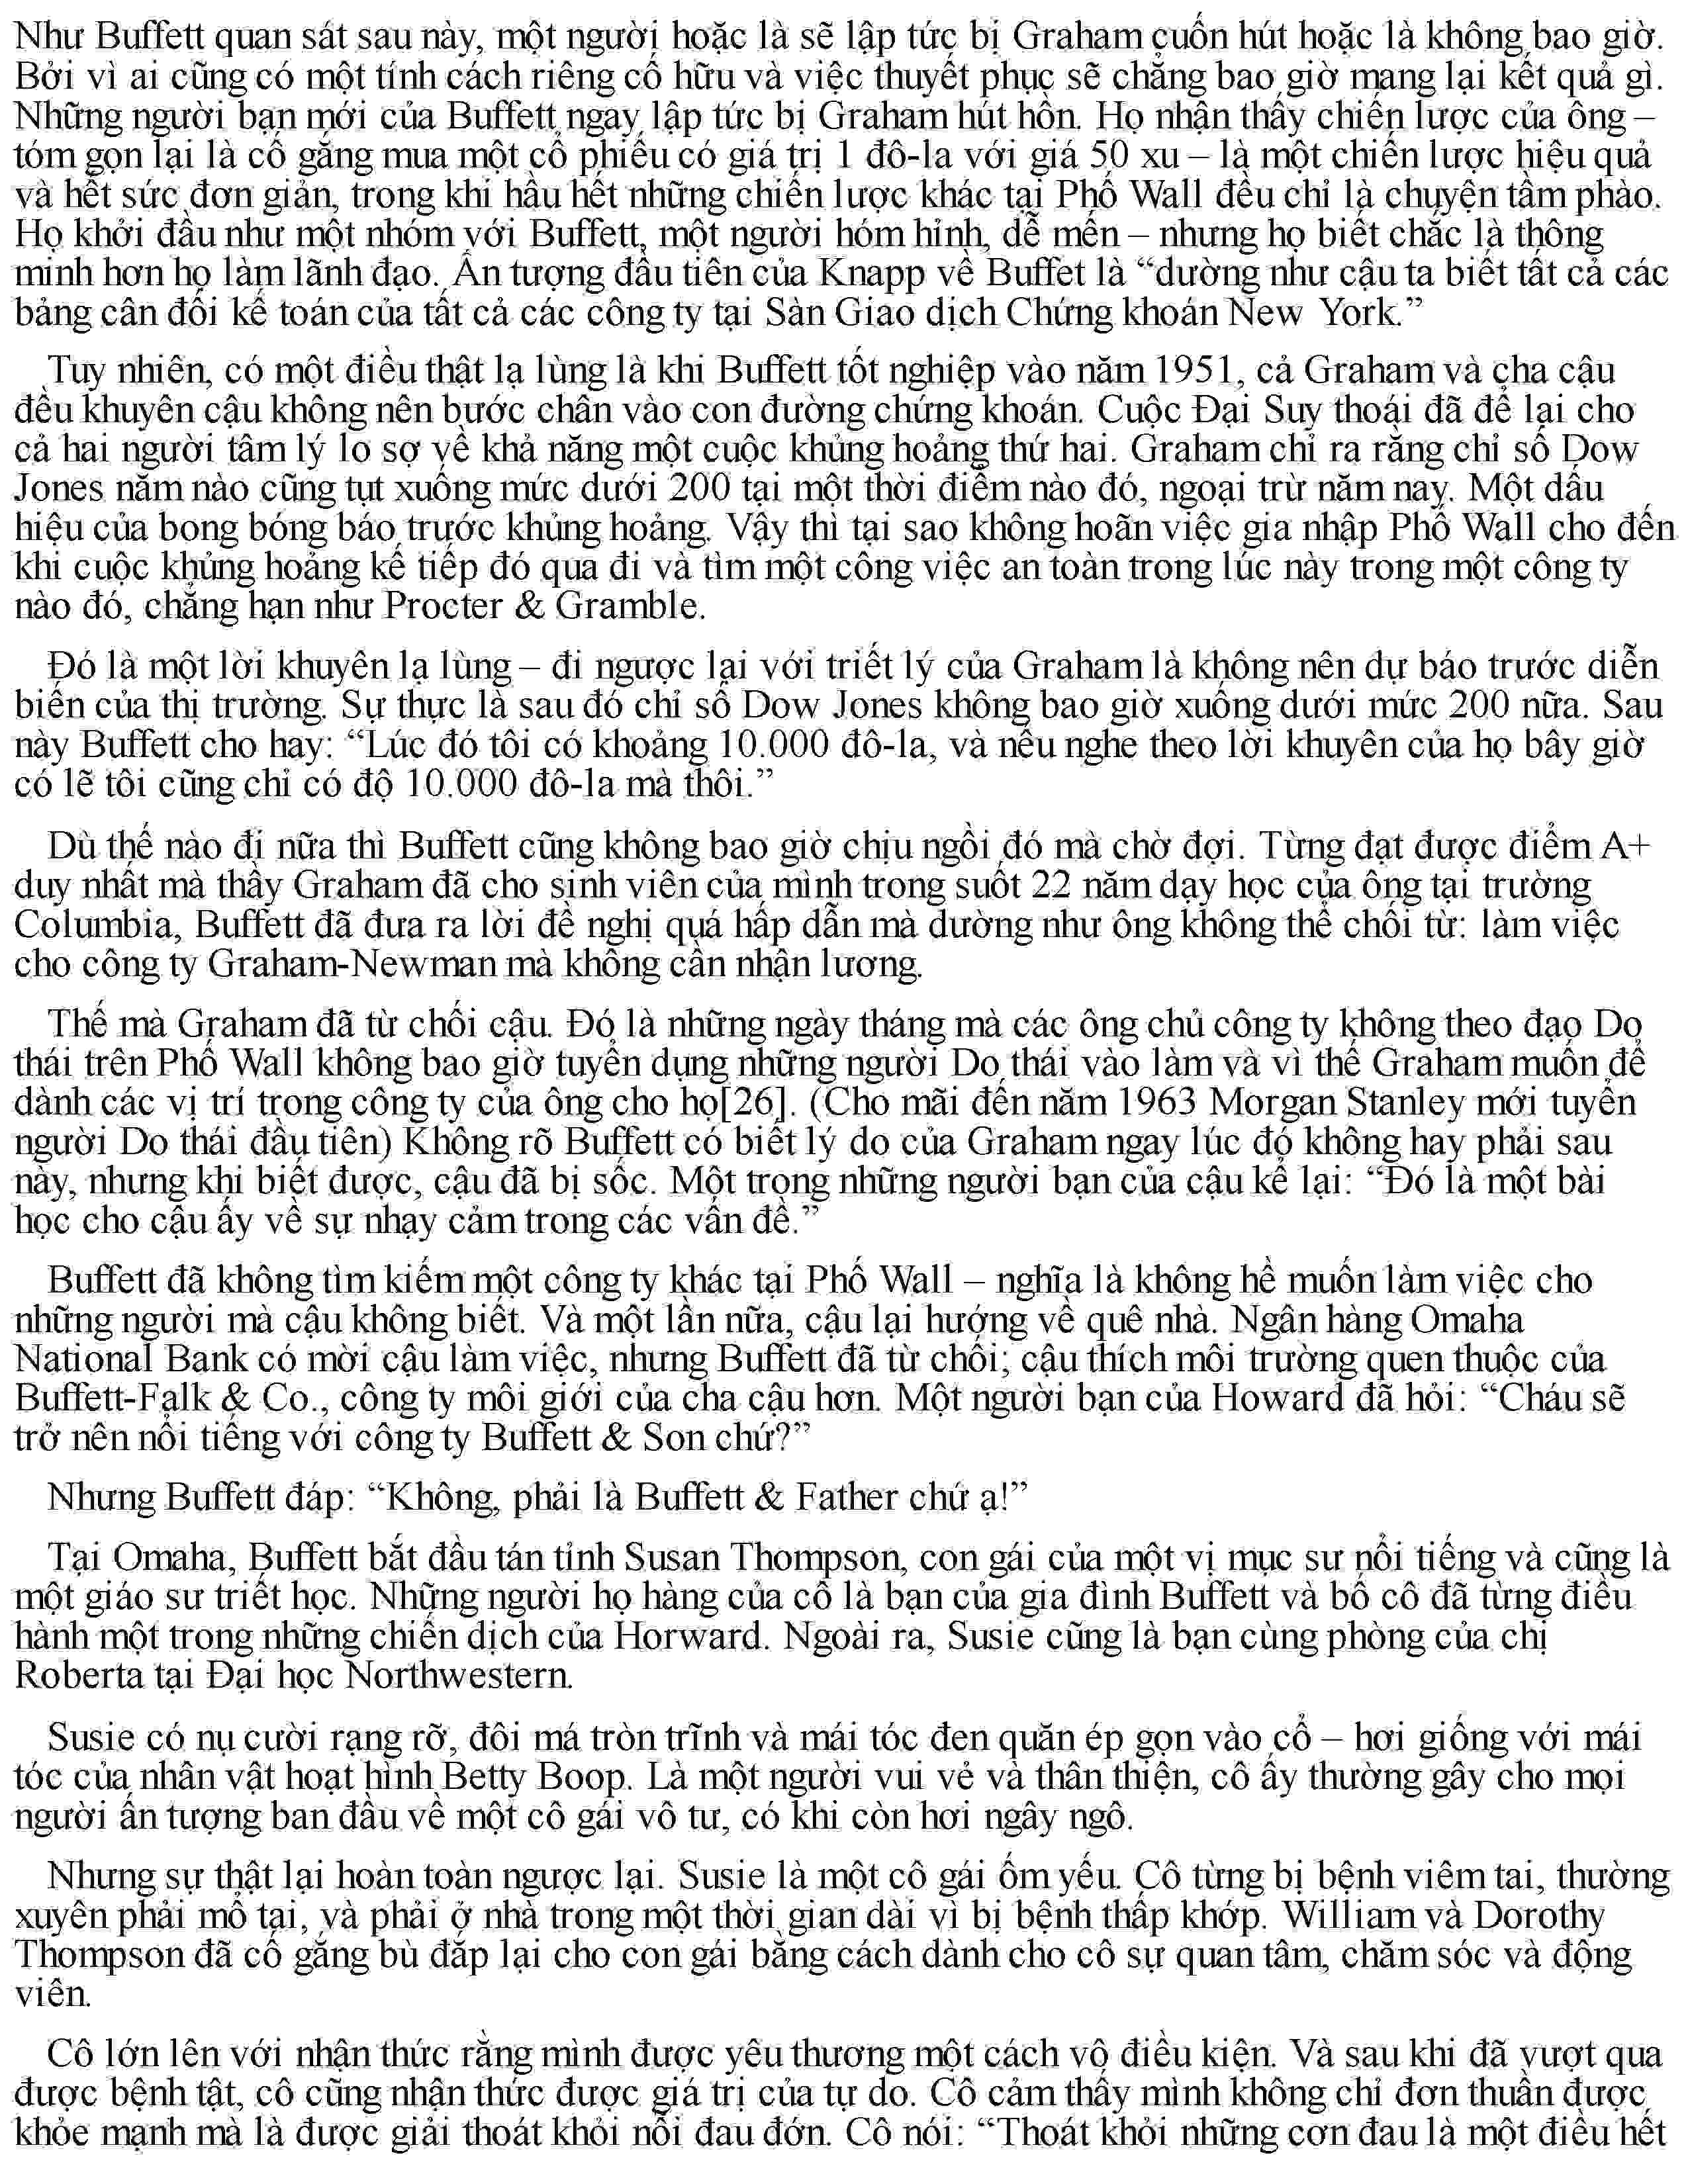 Như Buffett quan sát sau này, một người hoặc là sẽ lập tức bị Graham cuốn hút hoặc là không bao giờ.
Bởi vì ai cũng có một tính cách riêng cố hữu và việc thuyết phục sẽ chẳng bao giờ mang lại kết quả gì.
Những người bạn mới của Buffett ngay lập tức bị Graham hút hồn. Họ nhận thấy chiến lược của ông –
tóm gọn lại là cố gắng mua một cổ phiếu có giá trị 1 đô-la với giá 50 xu – là một chiến lược hiệu quả
và hết sức đơn giản, trong khi hầu hết những chiến lược khác tại Phố Wall đều chỉ là chuyện tầm phào.
Họ khởi đầu như một nhóm với Buffett, một người hóm hỉnh, dễ mến – nhưng họ biết chắc là thông
minh hơn họ làm lãnh đạo. Ấn tượng đầu tiên của Knapp về Buffet là “dường như cậu ta biết tất cả các
bảng cân đối kế toán của tất cả các công ty tại Sàn Giao dịch Chứng khoán New York.”
Tuy nhiên, có một điều thật lạ lùng là khi Buffett tốt nghiệp vào năm 1951, cả Graham và cha cậu
đều khuyên cậu không nên bước chân vào con đường chứng khoán. Cuộc Đại Suy thoái đã để lại cho
cả hai người tâm lý lo sợ về khả năng một cuộc khủng hoảng thứ hai. Graham chỉ ra rằng chỉ số Dow
Jones năm nào cũng tụt xuống mức dưới 200 tại một thời điểm nào đó, ngoại trừ năm nay. Một dấu
hiệu của bong bóng báo trước khủng hoảng. Vậy thì tại sao không hoãn việc gia nhập Phố Wall cho đến
khi cuộc khủng hoảng kế tiếp đó qua đi và tìm một công việc an toàn trong lúc này trong một công ty
nào đó, chẳng hạn như Procter & Gramble.
Đó là một lời khuyên lạ lùng – đi ngược lại với triết lý của Graham là không nên dự báo trước diễn
biến của thị trường. Sự thực là sau đó chỉ số Dow Jones không bao giờ xuống dưới mức 200 nữa. Sau
này Buffett cho hay: “Lúc đó tôi có khoảng 10.000 đô-la, và nếu nghe theo lời khuyên của họ bây giờ
có lẽ tôi cũng chỉ có độ 10.000 đô-la mà thôi.”
Dù thế nào đi nữa thì Buffett cũng không bao giờ chịu ngồi đó mà chờ đợi. Từng đạt được điểm A+
duy nhất mà thầy Graham đã cho sinh viên của mình trong suốt 22 năm dạy học của ông tại trường
Columbia, Buffett đã đưa ra lời đề nghị quá hấp dẫn mà dường như ông không thể chối từ: làm việc
cho công ty Graham-Newman mà không cần nhận lương.
Thế mà Graham đã từ chối cậu. Đó là những ngày tháng mà các ông chủ công ty không theo đạo Do
thái trên Phố Wall không bao giờ tuyển dụng những người Do thái vào làm và vì thế Graham muốn để
dành các vị trí trong công ty của ông cho họ[26]. (Cho mãi đến năm 1963 Morgan Stanley mới tuyển
người Do thái đầu tiên) Không rõ Buffett có biết lý do của Graham ngay lúc đó không hay phải sau
này, nhưng khi biết được, cậu đã bị sốc. Một trong những người bạn của cậu kể lại: “Đó là một bài
học cho cậu ấy về sự nhạy cảm trong các vấn đề.”
Buffett đã không tìm kiếm một công ty khác tại Phố Wall – nghĩa là không hề muốn làm việc cho
những người mà cậu không biết. Và một lần nữa, cậu lại hướng về quê nhà. Ngân hàng Omaha
National Bank có mời cậu làm việc, nhưng Buffett đã từ chối; cậu thích môi trường quen thuộc của
Buffett-Falk & Co., công ty môi giới của cha cậu hơn. Một người bạn của Howard đã hỏi: “Cháu sẽ
trở nên nổi tiếng với công ty Buffett & Son chứ?”
Nhưng Buffett đáp: “Không, phải là Buffett & Father chứ ạ!”
Tại Omaha, Buffett bắt đầu tán tỉnh Susan Thompson, con gái của một vị mục sư nổi tiếng và cũng là
một giáo sư triết học. Những người họ hàng của cô là bạn của gia đình Buffett và bố cô đã từng điều
hành một trong những chiến dịch của Horward. Ngoài ra, Susie cũng là bạn cùng phòng của chị
Roberta tại Đại học Northwestern.
Susie có nụ cười rạng rỡ, đôi má tròn trĩnh và mái tóc đen quăn ép gọn vào cổ – hơi giống với mái
tóc của nhân vật hoạt hình Betty Boop. Là một người vui vẻ và thân thiện, cô ấy thường gây cho mọi
người ấn tượng ban đầu về một cô gái vô tư, có khi còn hơi ngây ngô.
Nhưng sự thật lại hoàn toàn ngược lại. Susie là một cô gái ốm yếu. Cô từng bị bệnh viêm tai, thường
xuyên phải mổ tai, và phải ở nhà trong một thời gian dài vì bị bệnh thấp khớp. William và Dorothy
Thompson đã cố gắng bù đắp lại cho con gái bằng cách dành cho cô sự quan tâm, chăm sóc và động
viên.
Cô lớn lên với nhận thức rằng mình được yêu thương một cách vô điều kiện. Và sau khi đã vượt qua
được bệnh tật, cô cũng nhận thức được giá trị của tự do. Cô cảm thấy mình không chỉ đơn thuần được
khỏe mạnh mà là được giải thoát khỏi nỗi đau đớn. Cô nói: “Thoát khỏi những cơn đau là một điều hết